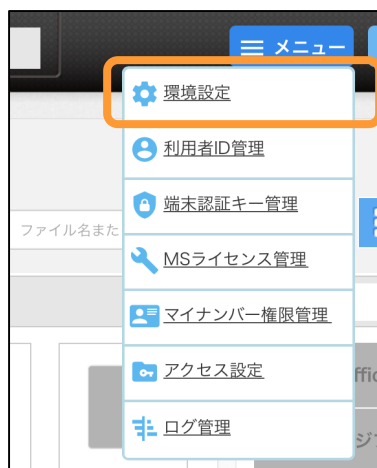 メニュー
環境設定
利用者ID管理
端末認証キー管理
ファイル名また
MSライセンス管理
マイナンバー権限管理
アクセス設定
ffic
ログ管理